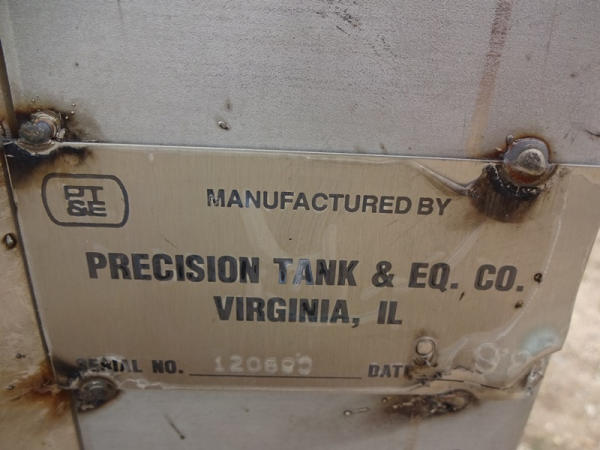 PT
&E
MANUFACTURED BY
PRECISION TANK & EQ. CO.
VIRGINIA, IL
SERIAL NO. DATE